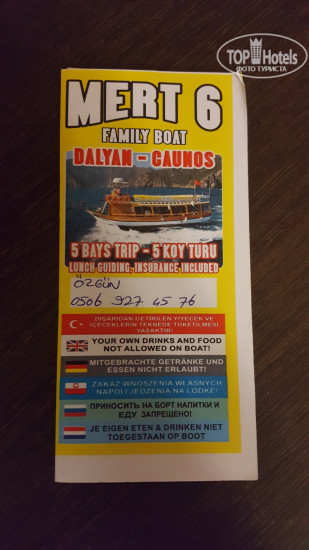 TOP Hotels
ФОТО ТУРИСТА
MERT 6
FAMILY BOAT
DALYAN - CAUNOS
5 BAYS TRIP - 5 KOY TURU
LUNCH GUIDING, INSURANCE INCLUDED
ÖZGÜN
0506 927 45 76
DIŞARIDAN GETİRİLEN YİYECEK VE
İÇECEKLERİN TEKNEDE TÜKETİLMESİ
YASAKTIR!
YOUR OWN DRINKS AND FOOD
NOT ALLOWED ON BOAT!
MITGEBRACHTE GETRÄNKE UND
ESSEN NICHT ERLAUBT!
ZAKAZ WNOSZENIA WŁASNYCH
NAPOI I JEDZENIA NA ŁODKE!
ПРИНОСИТЬ НА БОРТ НАПИТКИ И
ЕДУ ЗАПРЕЩЕНО!
JE EIGEN ETEN & DRINKEN NIET
TOEGESTAAN OP BOOT